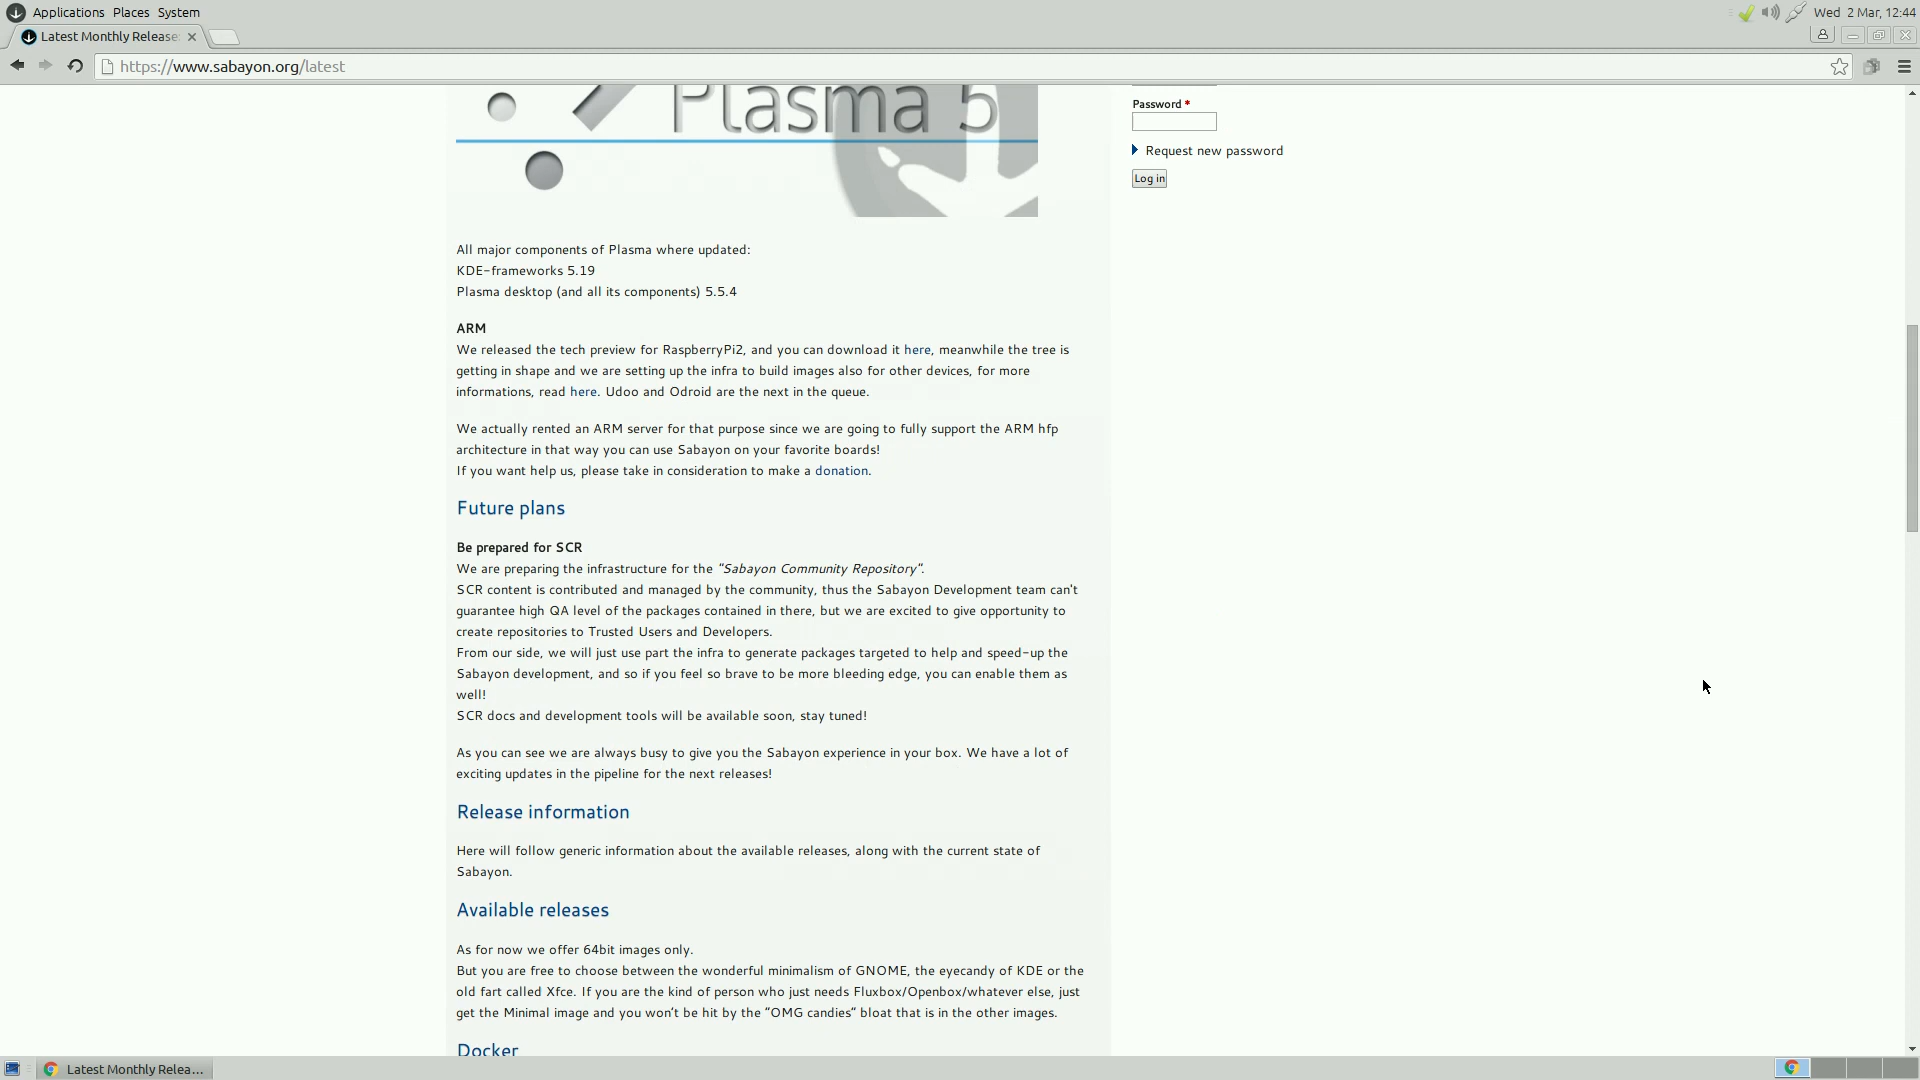 Applications Places System
Wed 2 Mar, 12:44
Latest Monthly Release
https://www.sabayon.org/latest
Plasma 5
Password *
Request new password
Log in
All major components of Plasma where updated:
KDE-frameworks 5.19
Plasma desktop (and all its components) 5.5.4
ARM
We released the tech preview for RaspberryPi2, and you can download it here, meanwhile the tree is
getting in shape and we are setting up the infra to build images also for other devices, for more
informations, read here. Udoo and Odroid are the next in the queue.
We actually rented an ARM server for that purpose since we are going to fully support the ARM hfp
architecture in that way you can use Sabayon on your favorite boards!
If you want help us, please take in consideration to make a donation.
Future plans
Be prepared for SCR
We are preparing the infrastructure for the "Sabayon Community Repository".
SCR content is contributed and managed by the community, thus the Sabayon Development team can't
guarantee high QA level of the packages contained in there, but we are excited to give opportunity to
create repositories to Trusted Users and Developers.
From our side, we will just use part the infra to generate packages targeted to help and speed-up the
Sabayon development, and so if you feel so brave to be more bleeding edge, you can enable them as
well!
SCR docs and development tools will be available soon, stay tuned!
As you can see we are always busy to give you the Sabayon experience in your box. We have a lot of
exciting updates in the pipeline for the next releases!
Release information
Here will follow generic information about the available releases, along with the current state of
Sabayon.
Available releases
As for now we offer 64bit images only.
But you are free to choose between the wonderful minimalism of GNOME, the eyecandy of KDE or the
old fart called Xfce. If you are the kind of person who just needs Fluxbox/Openbox/whatever else, just
get the Minimal image and you won't be hit by the "OMG candies" bloat that is in the other images.
Docker
Latest Monthly Relea...